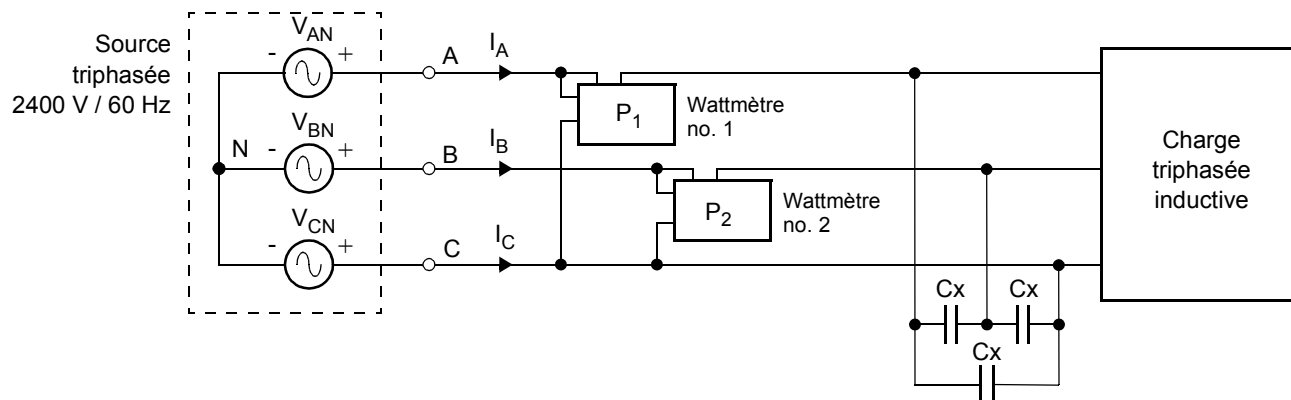 Source
triphasée
2400 V / 60 Hz
V_AN
- +
A
I_A
P_1
Wattmètre
no. 1
N
V_BN
- +
B
I_B
P_2
Wattmètre
no. 2
V_CN
- +
C
I_C
Cx
Cx
Cx
Charge
triphasée
inductive